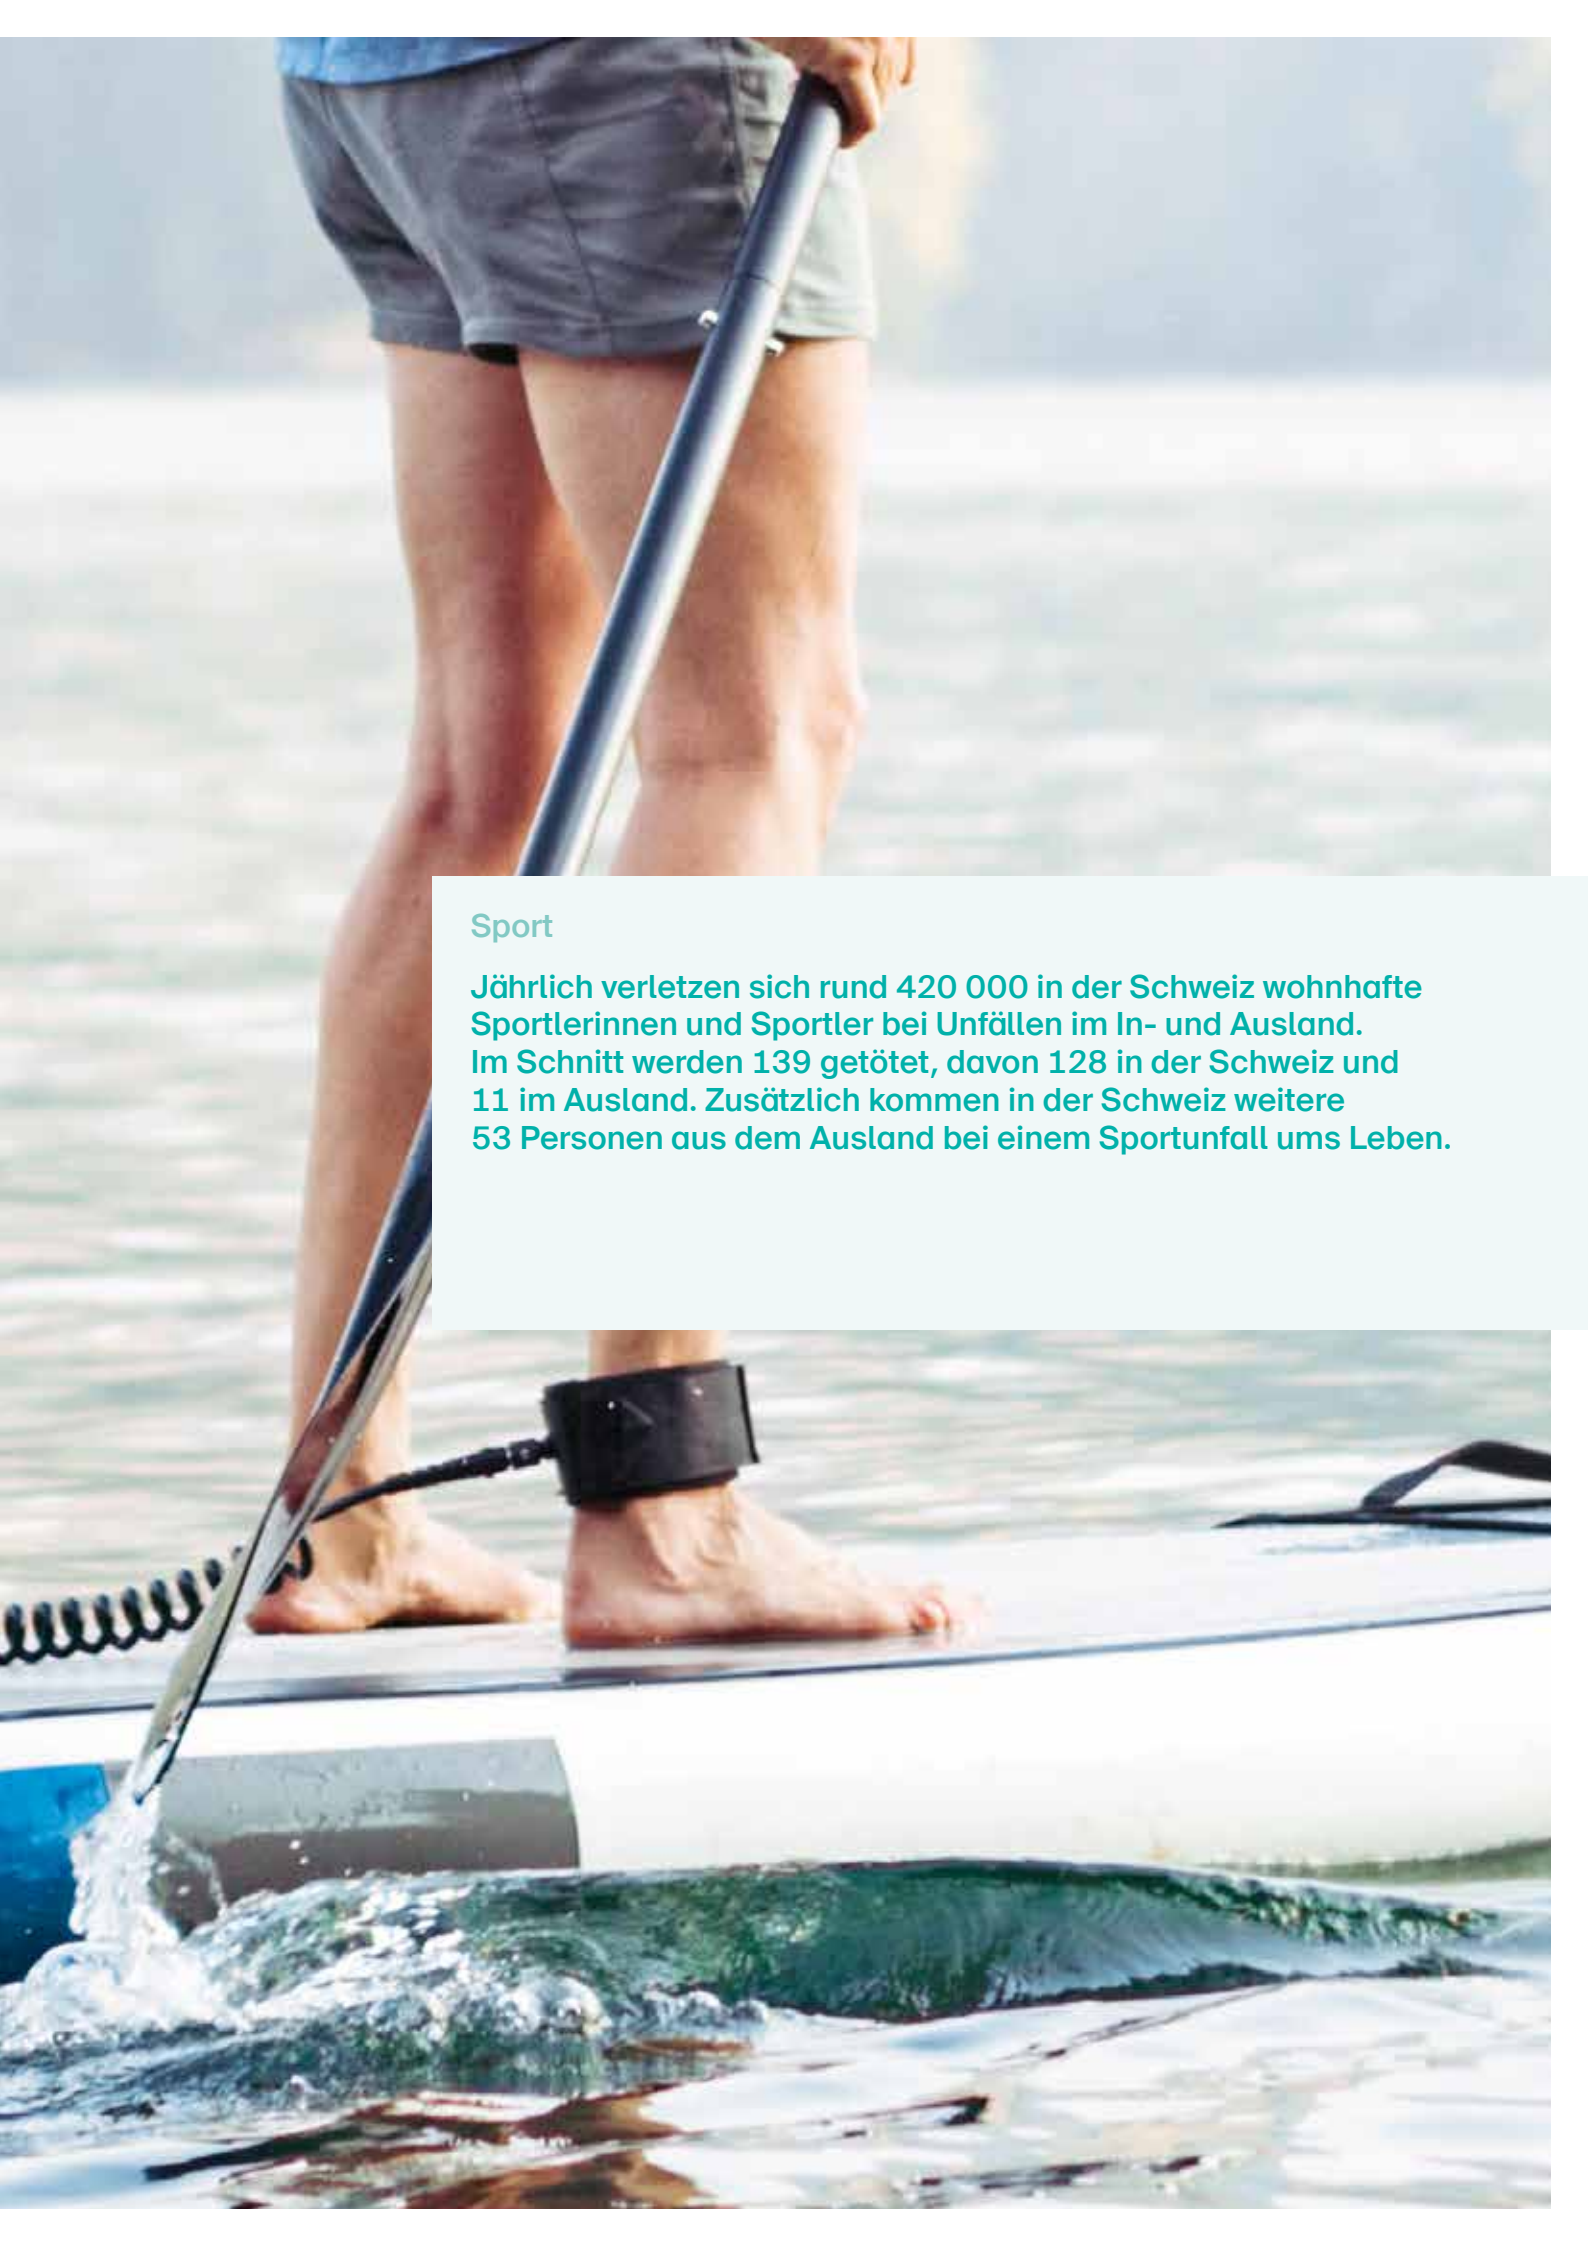 Sport
Jährlich verletzen sich rund 420 000 in der Schweiz wohnhafte
Sportlerinnen und Sportler bei Unfällen im In- und Ausland.
Im Schnitt werden 139 getötet, davon 128 in der Schweiz und
11 im Ausland. Zusätzlich kommen in der Schweiz weitere
53 Personen aus dem Ausland bei einem Sportunfall ums Leben.